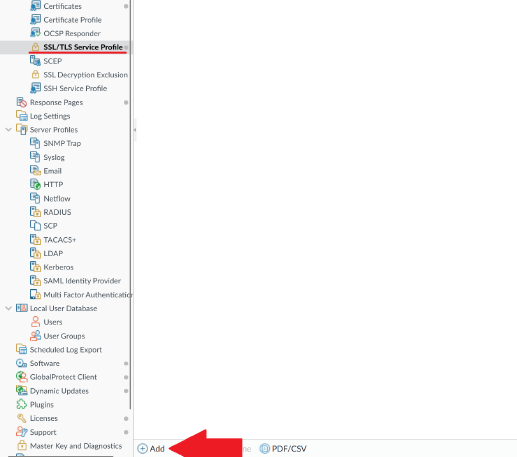 Certificates
Certificate Profile
OCSP Responder
SSL/TLS Service Profile
SCEP
SSL Decryption Exclusion
SSH Service Profile
Response Pages
Log Settings
Server Profiles
SNMP Trap
Syslog
Email
HTTP
Netflow
RADIUS
SCP
TACACS+
LDAP
Kerberos
SAML Identity Provider
Multi Factor Authentication
Local User Database
Users
User Groups
Scheduled Log Export
Software
GlobalProtect Client
Dynamic Updates
Plugins
Licenses
Support
Master Key and Diagnostics
Add PDF/CSV